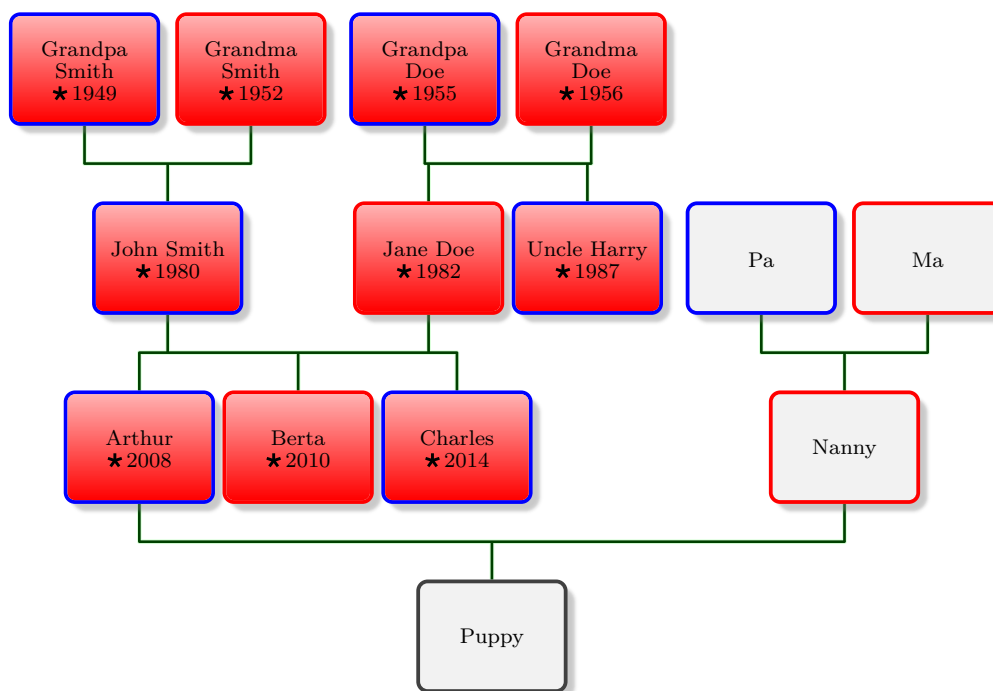 Grandpa
Smith
★1949
Grandma
Smith
★1952
Grandpa
Doe
★1955
Grandma
Doe
★1956
John Smith
★1980
Jane Doe
★1982
Uncle Harry
★1987
Pa
Ma
Arthur
★2008
Berta
★2010
Charles
★2014
Nanny
Puppy